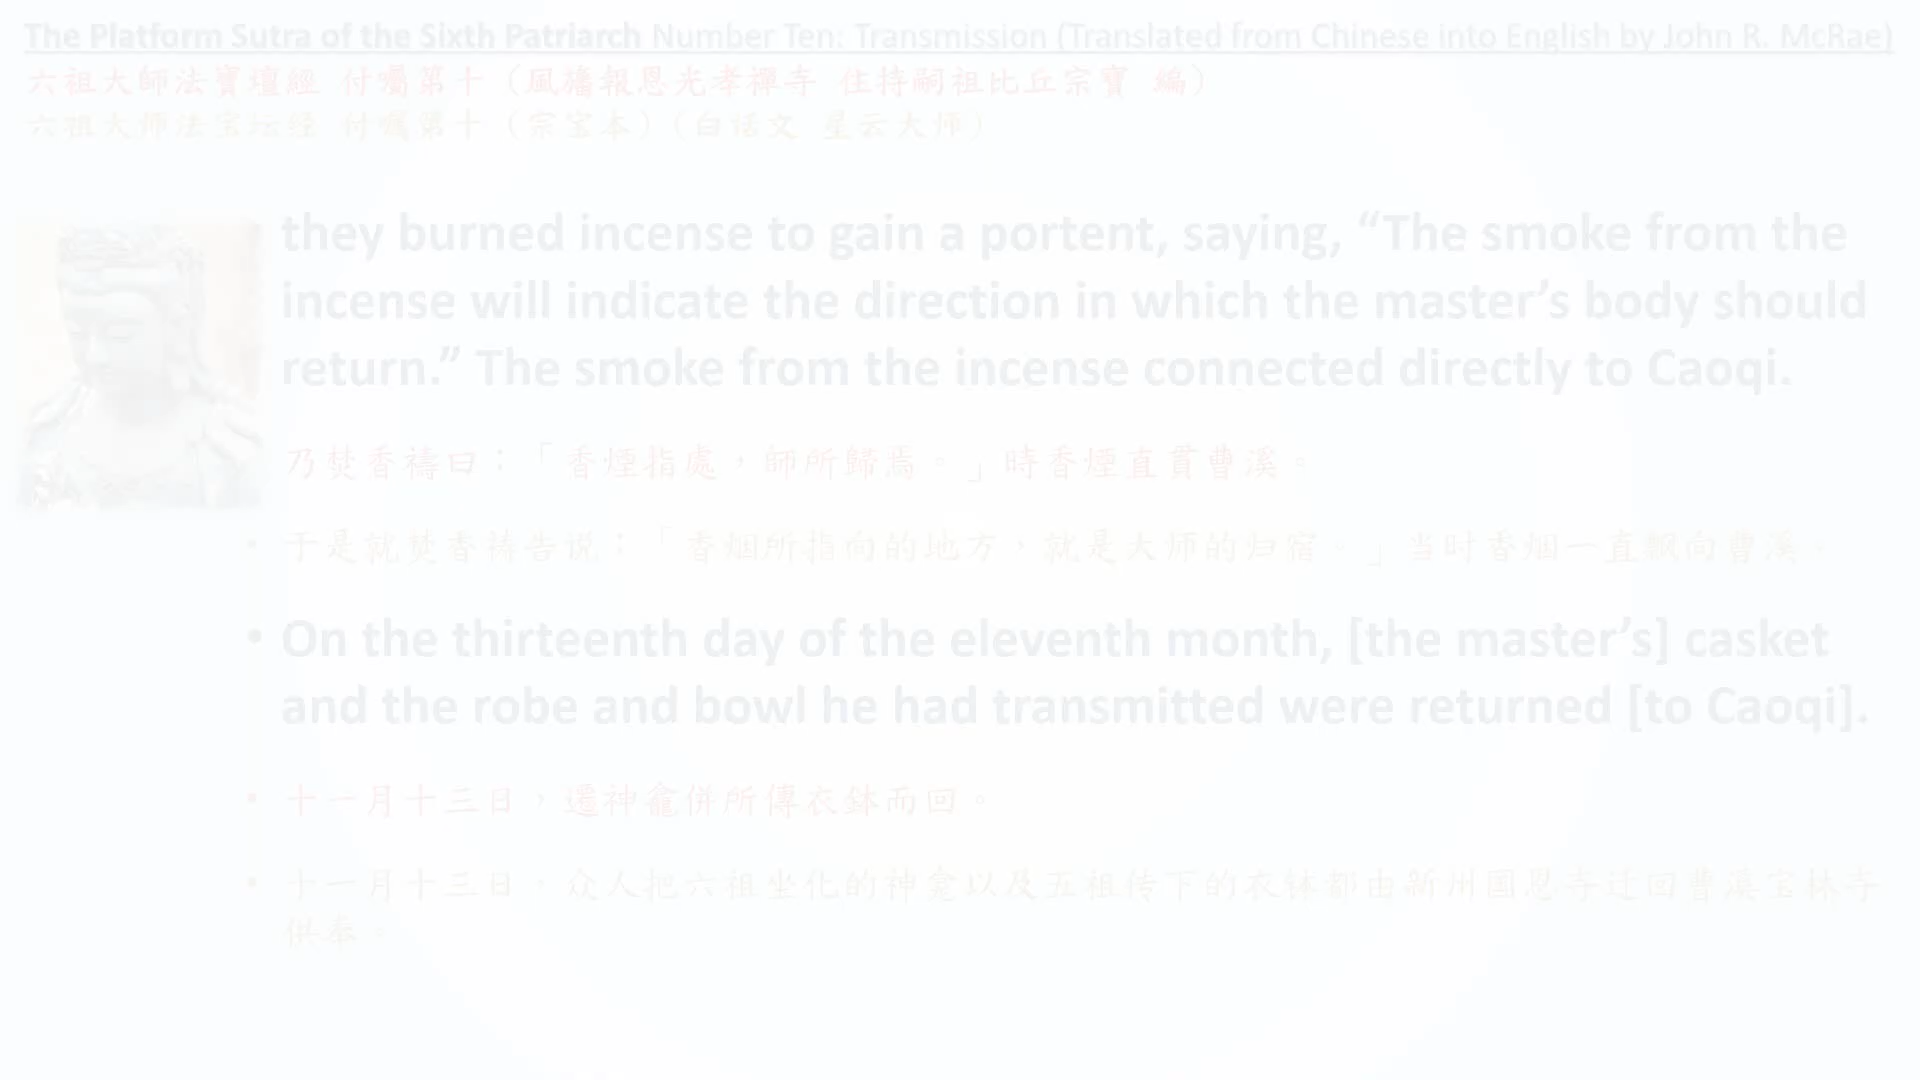 The Platform Sutra of the Sixth Patriarch Number Ten: Transmission (Translated from Chinese into English by John R. McRae)
六祖大師法寶壇經 付囑第十（風旛報恩光孝禪寺 住持嗣祖比丘宗寶 編）
六祖大师法宝坛经 付嘱第十（宗宝本）（白话文 星云大师）
they burned incense to gain a portent, saying, “The smoke from the
incense will indicate the direction in which the master’s body should
return.” The smoke from the incense connected directly to Caoqi.
乃焚香禱曰：「香煙指處，師所歸焉。」時香煙直貫曹溪。
• 于是就焚香祷告说：「香烟所指向的地方，就是大师的归宿。」当时香烟一直飘向曹溪。
• On the thirteenth day of the eleventh month, [the master’s] casket
and the robe and bowl he had transmitted were returned [to Caoqi].
• 十一月十三日，遷神龕併所傳衣鉢而回。
• 十一月十三日，众人把六祖坐化的神龛以及五祖传下的衣钵都由新州国恩寺迁回曹溪宝林寺
供奉。